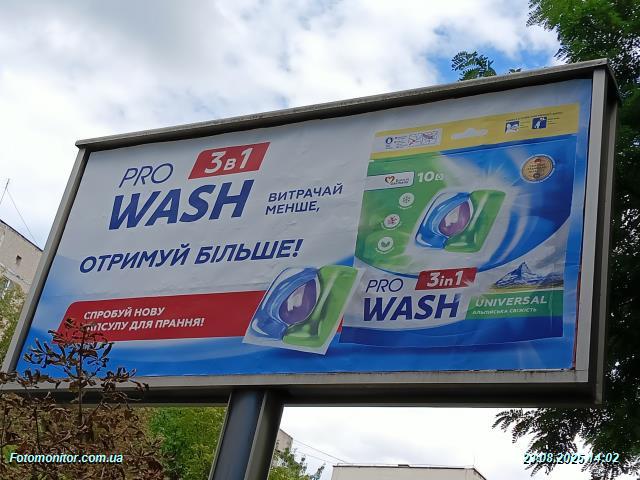 PRO 3в1
WASH
ВИТРАЧАЙ
МЕНШЕ,
ОТРИМУЙ БІЛЬШЕ!
СПРОБУЙ НОВУ
КАПСУЛУ ДЛЯ ПРАННЯ!
10
PRO 3in1
WASH
UNIVERSAL
АЛЬПІЙСЬКА СВІЖІСТЬ
Fotomonitor.com.ua
23.08.2025 14:02